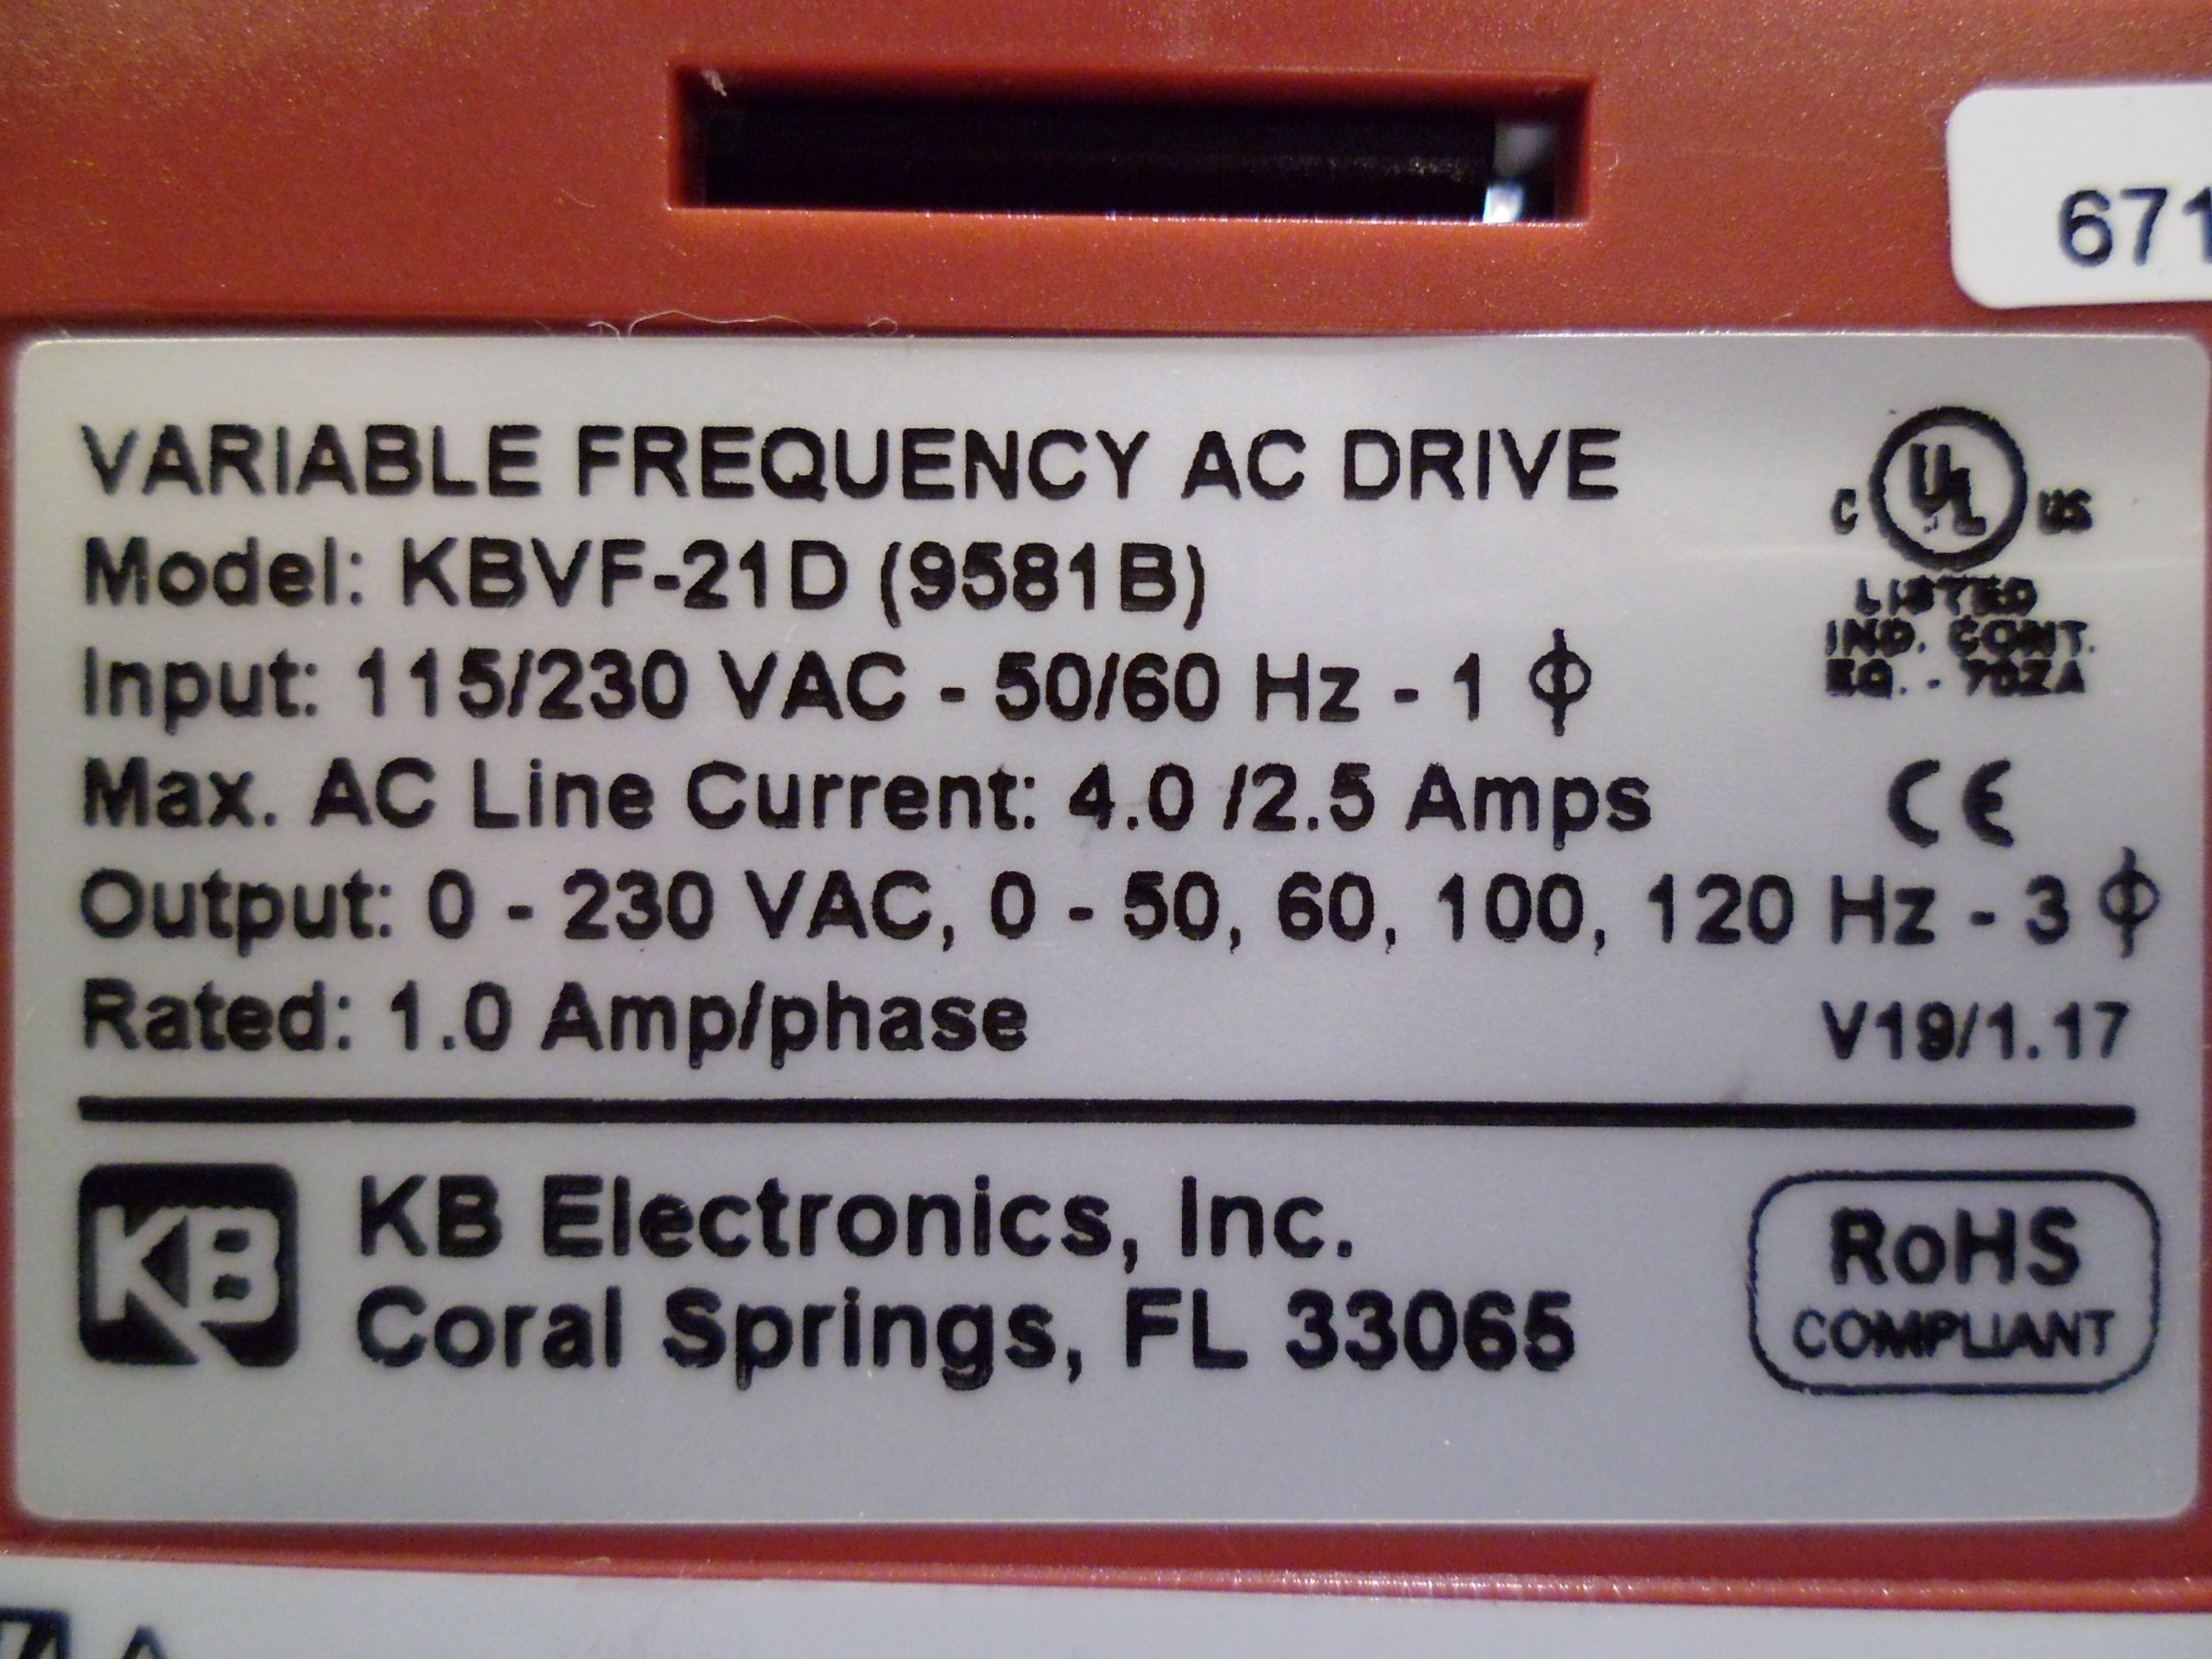 671
VARIABLE FREQUENCY AC DRIVE
Model: KBVF-21D (9581B)
Input: 115/230 VAC - 50/60 Hz - 1 ϕ
Max. AC Line Current: 4.0 /2.5 Amps
Output: 0 - 230 VAC, 0 - 50, 60, 100, 120 Hz - 3 ϕ
Rated: 1.0 Amp/phase
V19/1.17
C UL US
LISTED
IND. CONT.
EQ. - 70ZA
CE
KB
KB Electronics, Inc.
Coral Springs, FL 33065
RoHS
COMPLIANT